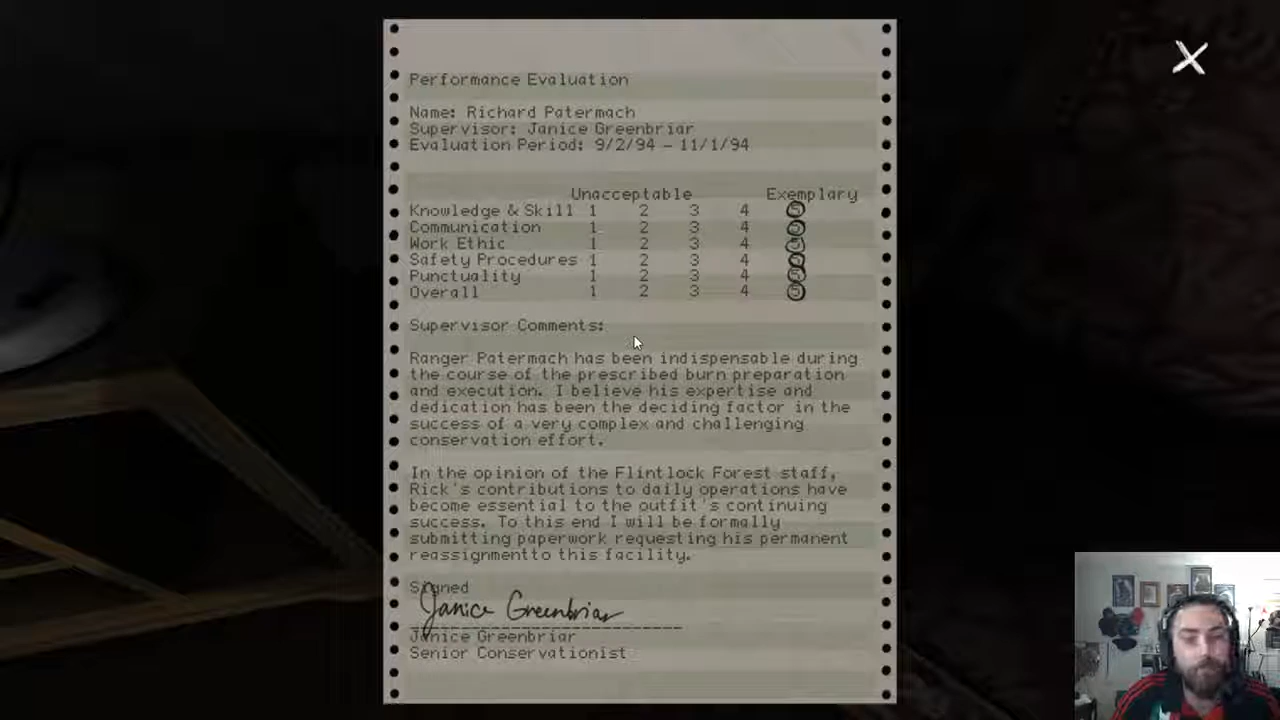 Performance Evaluation
Name: Richard Patermach
Supervisor: Janice Greenbriar
Evaluation Period: 9/2/94 - 11/1/94
Unacceptable Exemplary
Knowledge & Skill 1 2 3 4 5
Communication 1 2 3 4 5
Work Ethic 1 2 3 4 5
Safety Procedures 1 2 3 4 5
Punctuality 1 2 3 4 5
Overall 1 2 3 4 5
Supervisor Comments:
Ranger Patermach has been indispensable during
the course of the prescribed burn preparation
and execution. I believe his expertise and
dedication has been the deciding factor in the
success of a very complex and challenging
conservation effort.
In the opinion of the Flintlock Forest staff,
Rick's contributions to daily operations have
become essential to the outfit's continuing
success. To this end I will be formally
submitting paperwork requesting his permanent
reassignmentto this facility.
Signed
Janice Greenbriar
Janice Greenbriar
Senior Conservationist